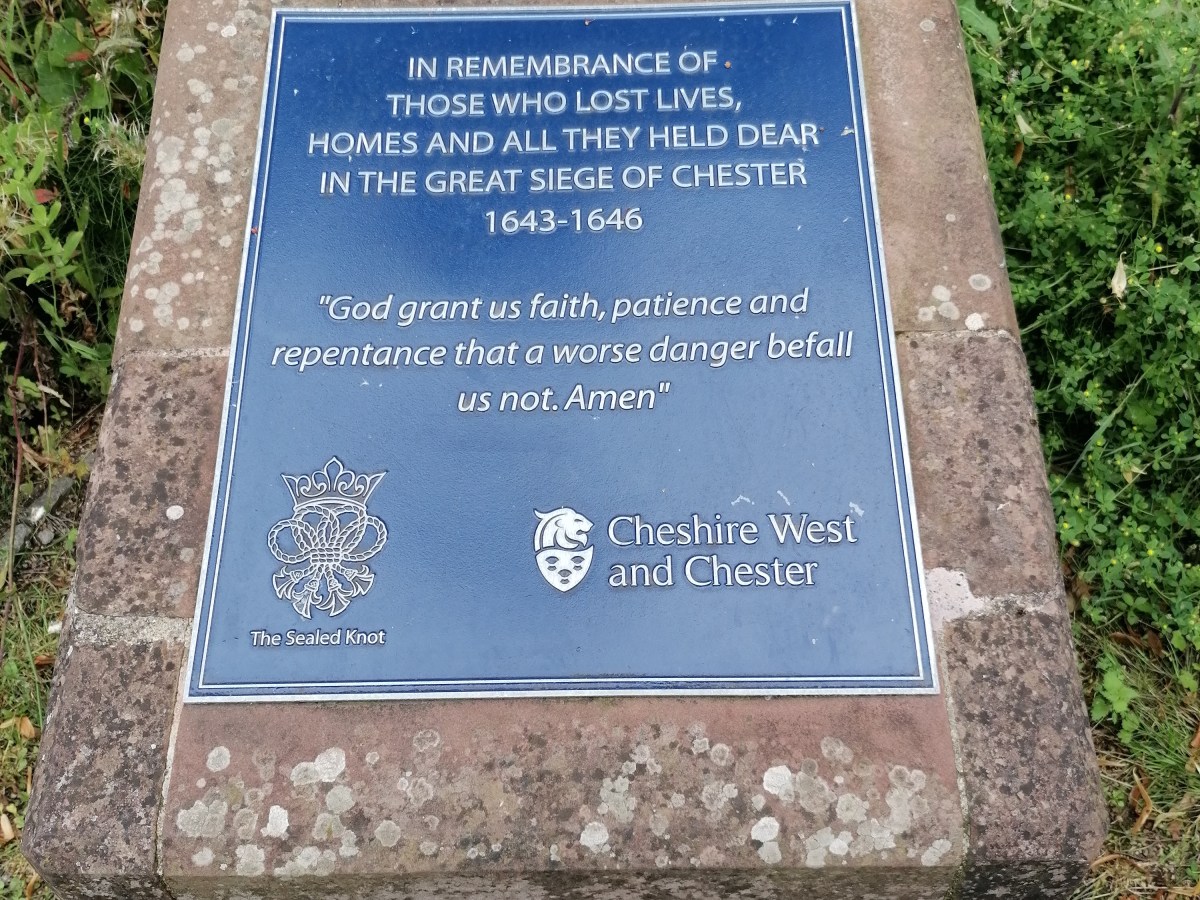 IN REMEMBRANCE OF
THOSE WHO LOST LIVES,
HOMES AND ALL THEY HELD DEAR
IN THE GREAT SIEGE OF CHESTER
1643-1646
"God grant us faith, patience and
repentance that a worse danger befall
us not. Amen"
The Sealed Knot
Cheshire West
and Chester